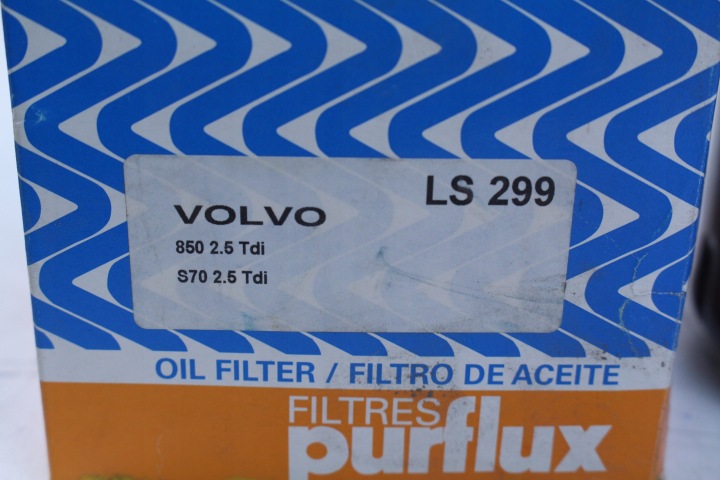 LS 299
VOLVO
850 2.5 Tdi
S70 2.5 Tdi
OIL FILTER / FILTRO DE ACEITE
FILTRES
purflux